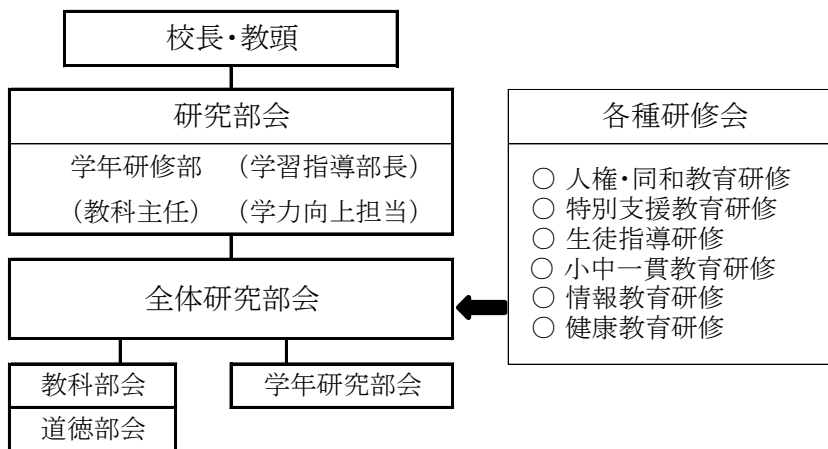 校長・教頭
研究部会
学年研修部 （学習指導部長）
（教科主任） （学力向上担当）
全体研究部会
教科部会
道徳部会
学年研究部会
各種研修会
○ 人権・同和教育研修
○ 特別支援教育研修
○ 生徒指導研修
○ 小中一貫教育研修
○ 情報教育研修
○ 健康教育研修